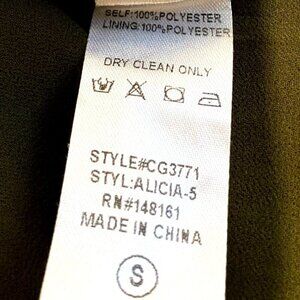 SELF:100%POLYESTER
LINING:100%POLYESTER
DRY CLEAN ONLY
STYLE#CG3771
STYL:ALICIA-5
RN#148161
MADE IN CHINA
S